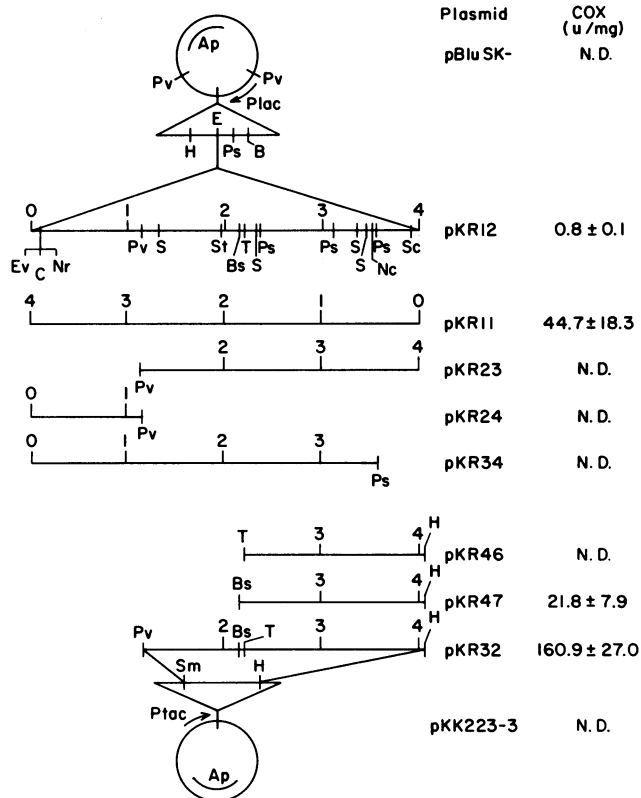 Plasmid COX
(u/mg)
Ap
pBluSK- N.D.
Pv Pv
Plac
E
H Ps B
0 1 2 3 4
pKR12 0.8 ± 0.1
Pv S St T Ps S Ps Sc
Ev C Nr Bs S S Nc
4 3 2 1 0
pKR11 44.7±18.3
2 3 4
Pv pKR23 N.D.
0 1
Pv pKR24 N.D.
0 1 2 3
pKR34 N.D.
Ps
T 3 4 H
pKR46 N.D.
Bs 3 4 H
pKR47 21.8 ± 7.9
Pv 2 Bs T 3 4 H
pKR32 160.9 ± 27.0
Sm H
Ptac
pKK223-3 N.D.
Ap